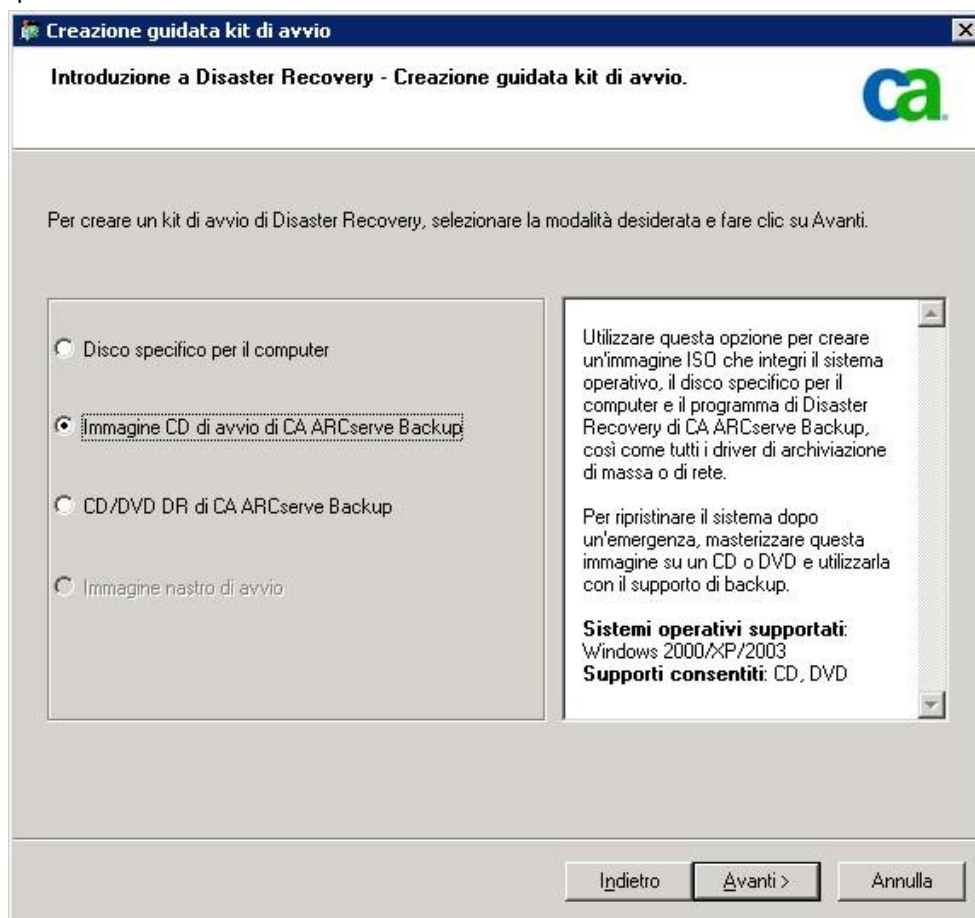 Creazione guidata kit di avvio
Introduzione a Disaster Recovery - Creazione guidata kit di avvio.
ca
Per creare un kit di avvio di Disaster Recovery, selezionare la modalità desiderata e fare clic su Avanti.
Disco specifico per il computer
Immagine CD di avvio di CA ARCserve Backup
CD/DVD DR di CA ARCserve Backup
Immagine nastro di avvio
Utilizzare questa opzione per creare
un'immagine ISO che integri il sistema
operativo, il disco specifico per il
computer e il programma di Disaster
Recovery di CA ARCserve Backup,
così come tutti i driver di archiviazione
di massa o di rete.
Per ripristinare il sistema dopo
un'emergenza, masterizzare questa
immagine su un CD o DVD e utilizzarla
con il supporto di backup.
Sistemi operativi supportati:
Windows 2000/XP/2003
Supporti consentiti: CD, DVD
Indietro
Avanti >
Annulla